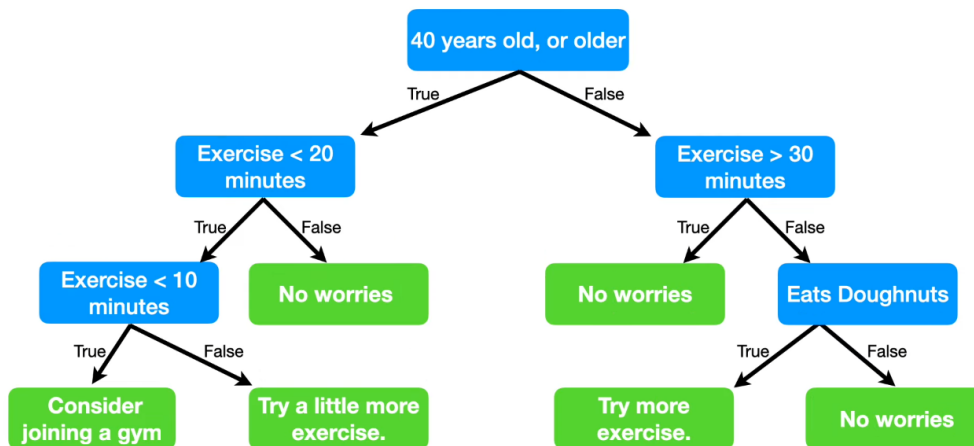 40 years old, or older
True
False
Exercise < 20
minutes
Exercise > 30
minutes
True
False
True
False
Exercise < 10
minutes
No worries
No worries
Eats Doughnuts
True
False
True
False
Consider
joining a gym
Try a little more
exercise.
Try more
exercise.
No worries